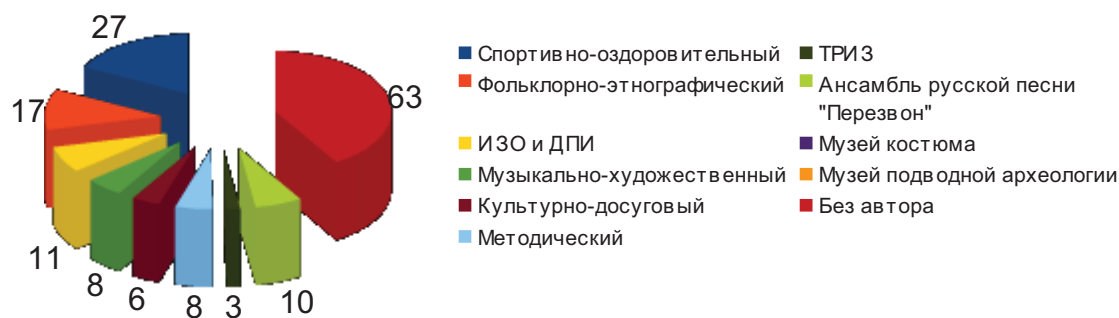 27
17
63
11
8
6
8
3
10
Спортивно-оздоровительный
Фольклорно-этнографический
ИЗО и ДПИ
Музыкально-художественный
Культурно-досуговый
Методический
ТРИЗ
Ансамбль русской песни
"Перезвон"
Музей костюма
Музей подводной археологии
Без автора